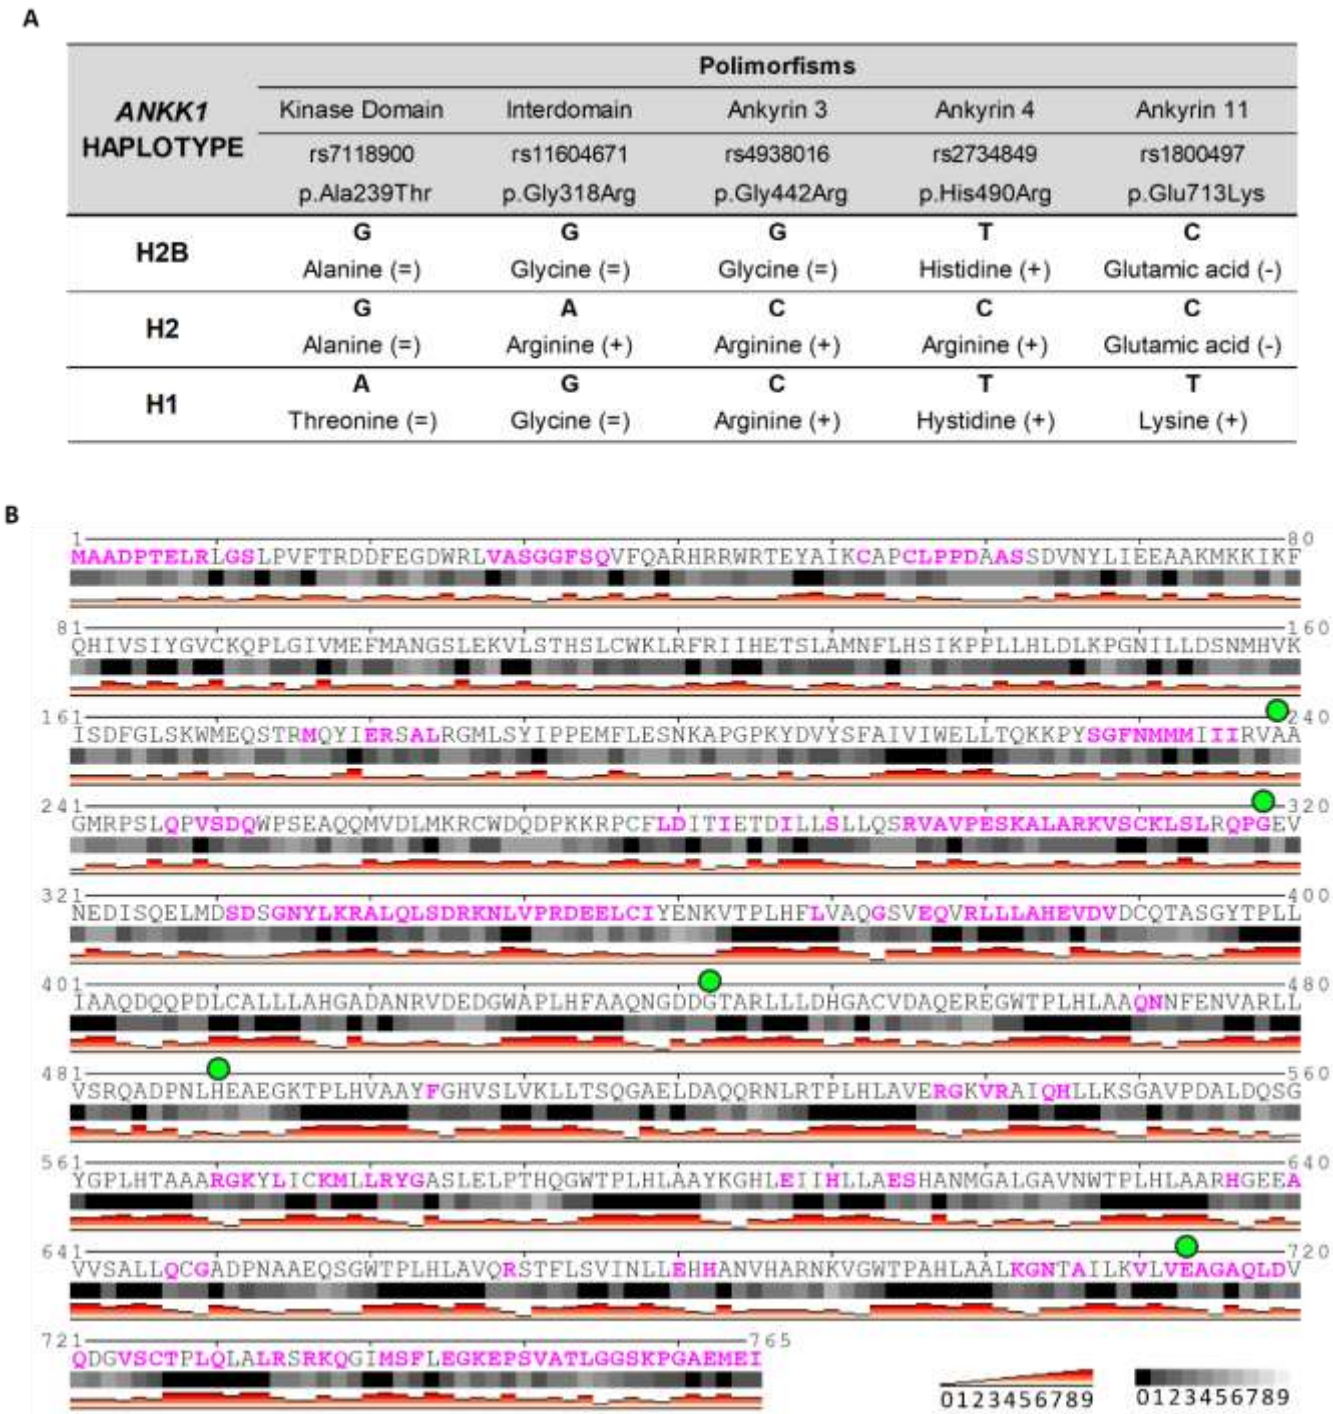 A
Polimorfisms
ANKK1 HAPLOTYPE
Kinase Domain Interdomain Ankyrin 3 Ankyrin 4 Ankyrin 11
rs7118900 rs11604671 rs4938016 rs2734849 rs1800497
p.Ala239Thr p.Gly318Arg p.Gly442Arg p.His490Arg p.Glu713Lys
H2B
G G G T C
Alanine (=) Glycine (=) Glycine (=) Histidine (+) Glutamic acid (-)
H2
G A C C C
Alanine (=) Arginine (+) Arginine (+) Arginine (+) Glutamic acid (-)
H1
A G C T T
Threonine (=) Glycine (=) Arginine (+) Hystidine (+) Lysine (+)
B
1 80
MAADPTELRLGSLPVFTRDDFEGDWRLVASGGFSQVFQARHRRWRTEYAIKCAPCLPPDAASSDVNYLIEEAAKMKKIKF
81 160
QHIVSIYGVCKQPLGIVMEFMANGSLEKVLSTHSLCWKLRFRIIHETSLAMNFLHSIKPPLLHLDLKPGNILLDSNMHVK
161 240
ISDFGLSKWMEQSTRMQYIERSALRGMLSYIPPEMFLESNKAPGPKYDVYSFAIVIWELLTQKKPYSGFNMMMIIIRVAA
241 320
GMRPSLQPVSDQWPSEAQQMVDLMKRCWDQDPKKRPCFLDITIETDILLSLLQSRVAVPESKALARKVSCKLSLRQPGEV
321 400
NEDISQELMDSDSGNYLKRALQLSDRKNLVPRDEELCIYENKVTPLHFLVAQGSVEQVRLLLAHEVDVDCQTASGYTPLL
401 480
IAAQDQQPDLCALLLAHGADANRVDEDGWAPLHFAAQNGDDGTARLLLDHGACVDAQEREGWTPLHLAAQNNFENVARLL
481 560
VSRQADPNLHEAEGKTPLHVAAYFGHVSLVKLLTSQGAELDAQQRNLRTPLHLAVERGKVRAIQHLLKSGAVPDALDQSG
561 640
YGPLHTAAARGKYLICKMLLRYGASLELPTHQGWTPLHLAAYKGHLEIIHLLAESHANMGALGAVNWTPLHLAARHGEEA
641 720
VVSALLQCGADPNAAEQSGWTPLHLAVQRSTFLSVINLLEHHANVHARNKVGWTPAHLAALKGNTAILKVLVEAGAQLDV
721 765
QDGVSCTPLQLALRSRKQGIMSFLEGKEPSVATLGGSKPGAEMEI
0123456789 0123456789